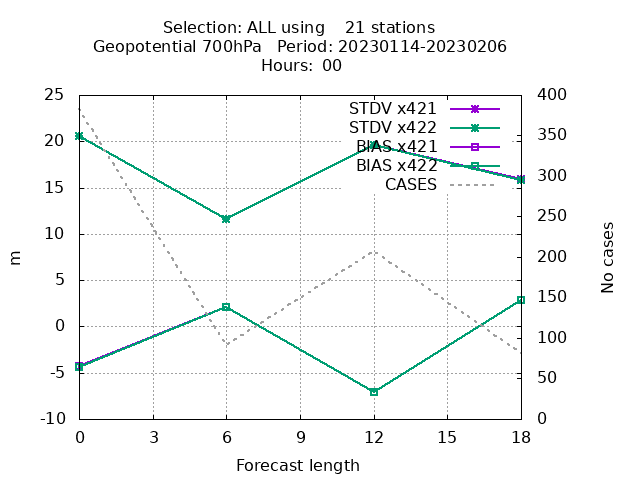 Selection: ALL using    21 stations
Geopotential 700hPa   Period: 20230114-20230206
Hours: 00
25
20
15
10
5
0
-5
-10
400
350
300
250
200
150
100
50
0
STDV x421
STDV x422
BIAS x421
BIAS x422
CASES
m
No cases
0 3 6 9 12 15 18
Forecast length